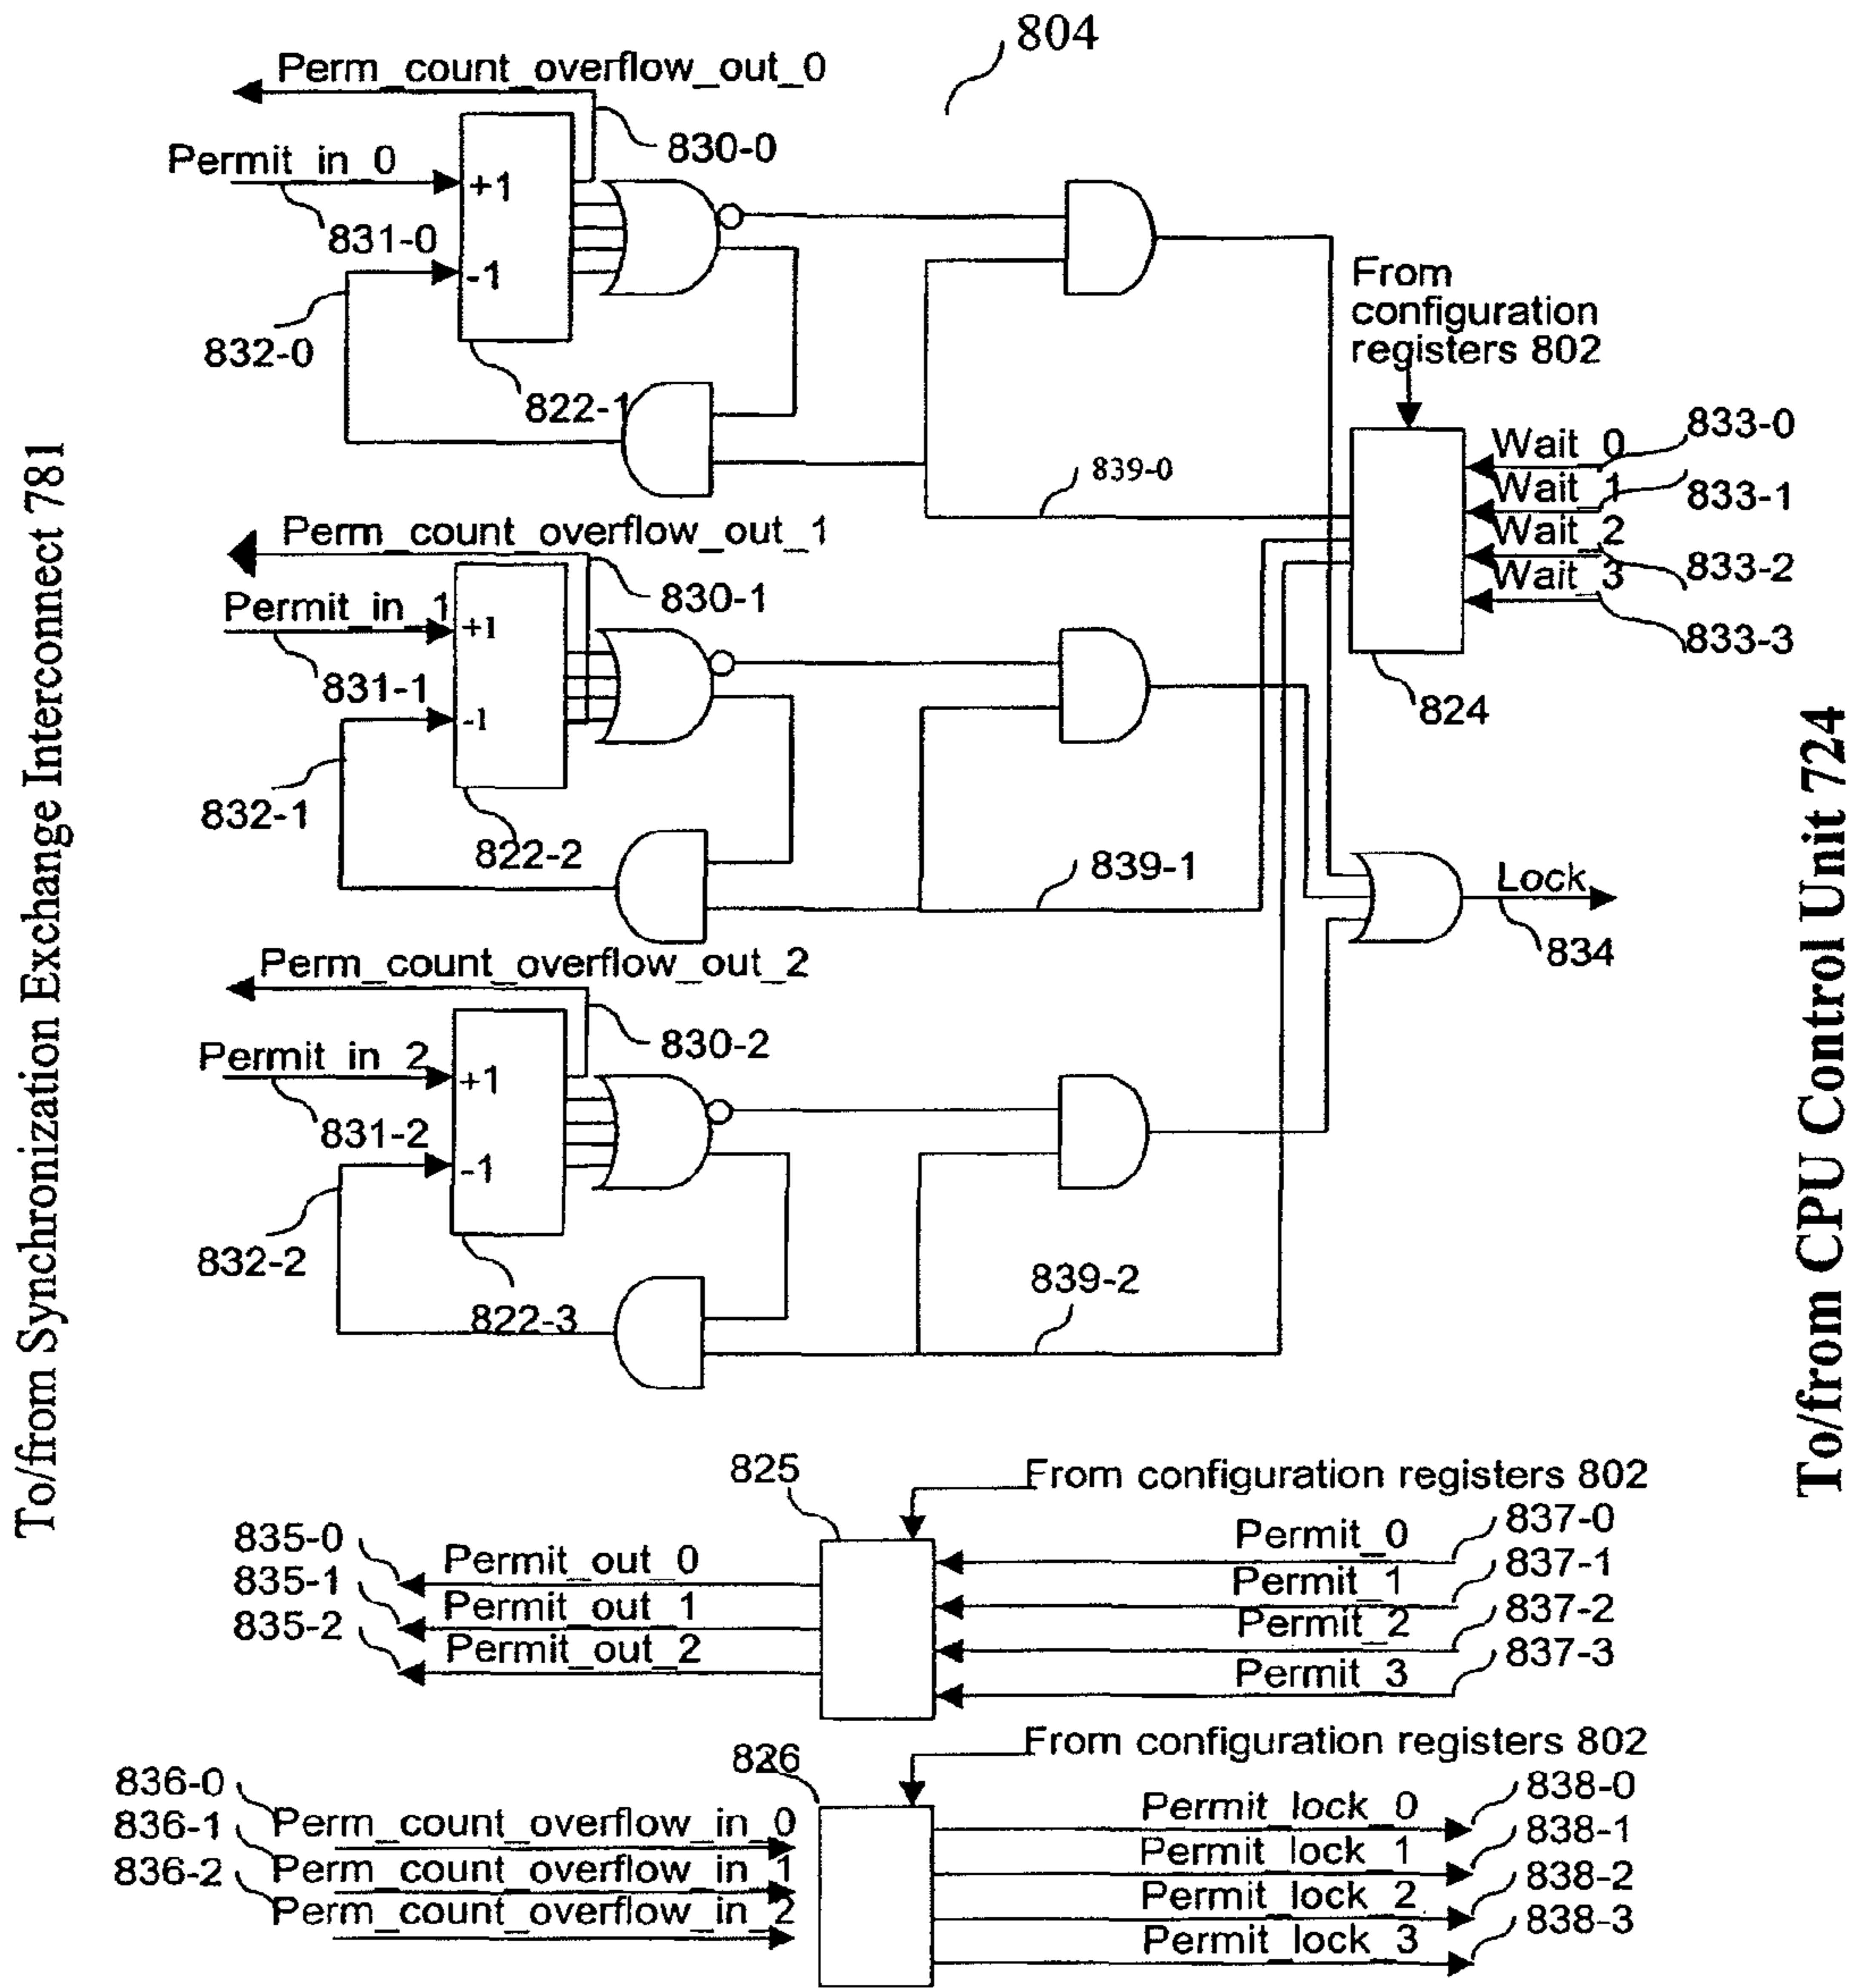 804
Perm_count_overflow_out_0
830-0
Permit_in_0
+1
831-0
-1
832-0
822-1
From
configuration
registers 802
Wait_0
833-0
Wait_1
833-1
Wait_2
833-2
Wait_3
833-3
824
839-0
Perm_count_overflow_out_1
830-1
Permit_in_1
+1
831-1
-1
832-1
822-2
839-1
Lock
834
Perm_count_overflow_out_2
830-2
Permit_in_2
+1
831-2
-1
832-2
822-3
839-2
825
From configuration registers 802
835-0
Permit_out_0
835-1
Permit_out_1
835-2
Permit_out_2
Permit_0
837-0
Permit_1
837-1
Permit_2
837-2
Permit_3
837-3
826
From configuration registers 802
836-0
Perm_count_overflow_in_0
836-1
Perm_count_overflow_in_1
836-2
Perm_count_overflow_in_2
Permit_lock_0
838-0
Permit_lock_1
838-1
Permit_lock_2
838-2
Permit_lock_3
838-3
To/from Synchronization Exchange Interconnect 781
To/from CPU Control Unit 724